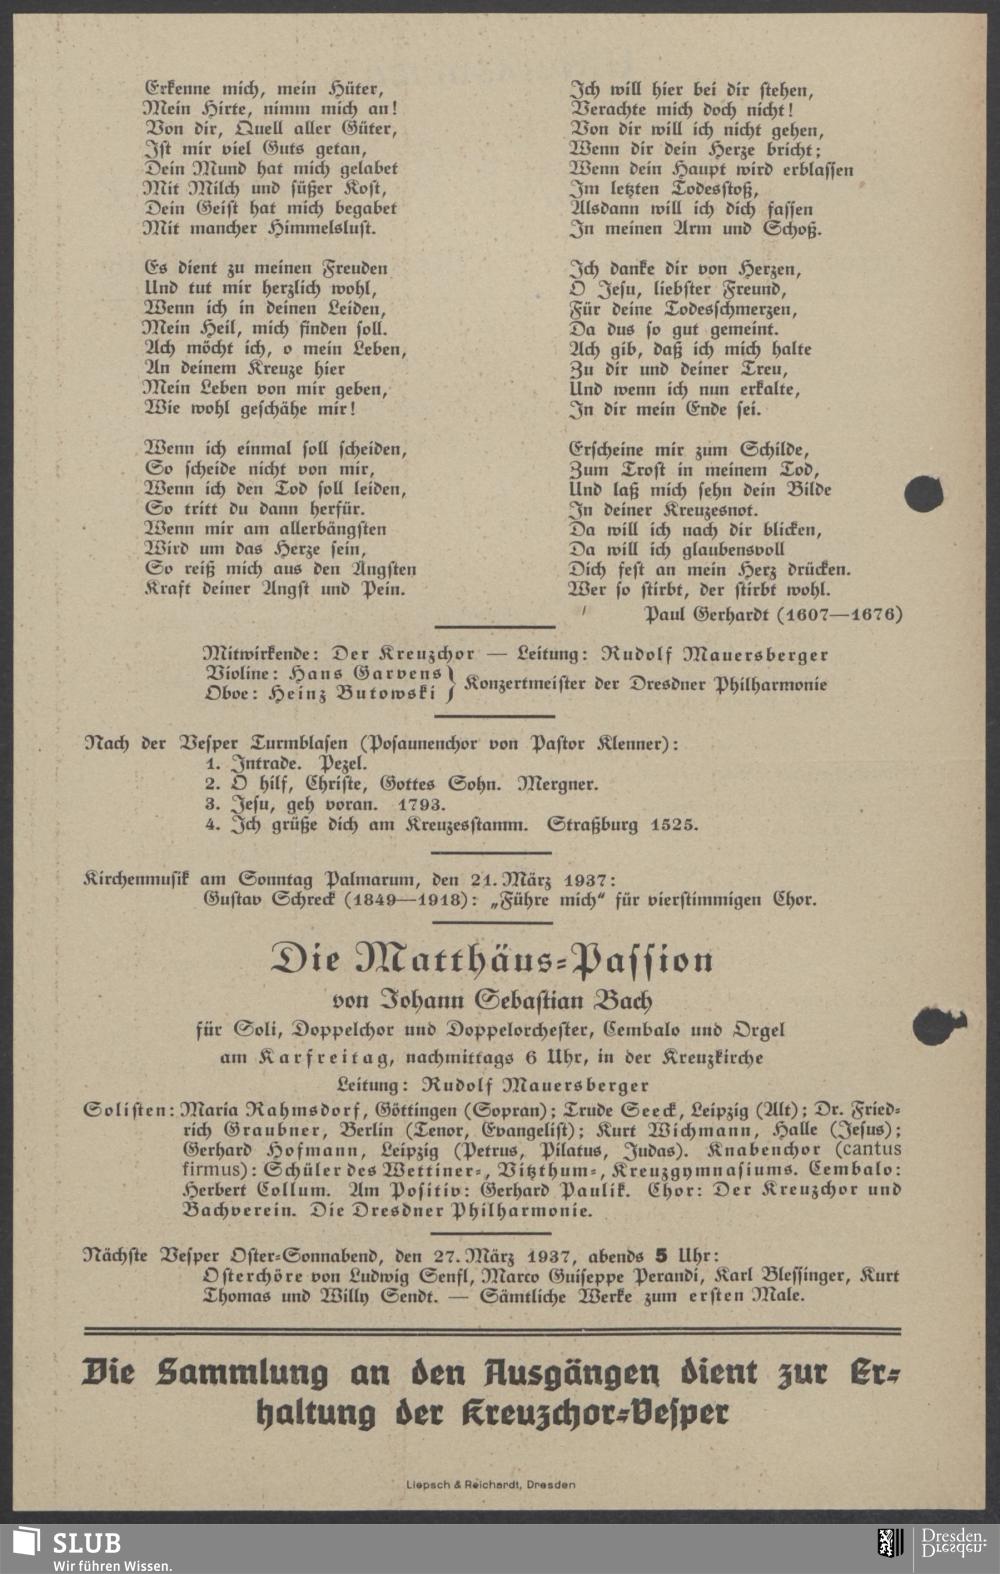 Erkenne mich, mein Hüter,
Mein Hirte, nimm mich an!
Von dir, Quell aller Güter,
Ist mir viel Guts getan,
Dein Mund hat mich gelabet
Mit Milch und süßer Kost,
Dein Geist hat mich begabet
Mit mancher Himmelslust.
Es dient zu meinen Freuden
Und tut mir herzlich wohl,
Wenn ich in deinen Leiden,
Mein Heil, mich finden soll.
Ach möcht ich, o mein Leben,
An deinem Kreuze hier
Mein Leben von mir geben,
Wie wohl geschähe mir!
Wenn ich einmal soll scheiden,
So scheide nicht von mir,
Wenn ich den Tod soll leiden,
So tritt du dann herfür.
Wenn mir am allerbängsten
Wird um das Herze sein,
So reiß mich aus den Ängsten
Kraft deiner Angst und Pein.
Ich will hier bei dir stehen,
Verachte mich doch nicht!
Von dir will ich nicht gehen,
Wenn dir dein Herze bricht;
Wenn dein Haupt wird erblassen
Im letzten Todesstoß,
Alsdann will ich dich fassen
In meinen Arm und Schoß.
Ich danke dir von Herzen,
O Jesu, liebster Freund,
Für deine Todesschmerzen,
Da dus so gut gemeint.
Ach gib, daß ich mich halte
Zu dir und deiner Treu,
Und wenn ich nun erkalte,
In dir mein Ende sei.
Erscheine mir zum Schilde,
Zum Trost in meinem Tod,
Und laß mich sehn dein Bilde
In deiner Kreuzesnot.
Da will ich nach dir blicken,
Da will ich glaubensvoll
Dich fest an mein Herz drücken.
Wer so stirbt, der stirbt wohl.
Paul Gerhardt (1607—1676)
Mitwirkende: Der Kreuzchor — Leitung: Rudolf Mauersberger
Violine: Hans Garvens
Oboe: Heinz Butowski } Konzertmeister der Dresdner Philharmonie
Nach der Vesper Turmblasen (Posaunenchor von Pastor Klenner):
1. Intrade. Pezel.
2. O hilf, Christe, Gottes Sohn. Mergner.
3. Jesu, geh voran. 1793.
4. Ich grüße dich am Kreuzesstamm. Straßburg 1525.
Kirchenmusik am Sonntag Palmarum, den 21. März 1937:
Gustav Schreck (1849—1918): „Führe mich“ für vierstimmigen Chor.
Die Matthäus-Passion
von Johann Sebastian Bach
für Soli, Doppelchor und Doppelorchester, Cembalo und Orgel
am Karfreitag, nachmittags 6 Uhr, in der Kreuzkirche
Leitung: Rudolf Mauersberger
Solisten: Maria Rahmsdorf, Göttingen (Sopran); Trude Seeck, Leipzig (Alt); Dr. Fried-
rich Graubner, Berlin (Tenor, Evangelist); Kurt Wichmann, Halle (Jesus);
Gerhard Hofmann, Leipzig (Petrus, Pilatus, Judas). Knabenchor (cantus
firmus): Schüler des Wettiner-, Vitzthum-, Kreuzgymnasiums. Cembalo:
Herbert Collum. Am Positiv: Gerhard Paulik. Chor: Der Kreuzchor und
Bachverein. Die Dresdner Philharmonie.
Nächste Vesper Oster-Sonnabend, den 27. März 1937, abends 5 Uhr:
Osterchöre von Ludwig Senfl, Marco Guiseppe Perandi, Karl Blessinger, Kurt
Thomas und Willy Sendt. — Sämtliche Werke zum ersten Male.
Die Sammlung an den Ausgängen dient zur Er-
haltung der Kreuzchor-Vesper
Liepsch & Reichardt, Dresden
SLUB
Wir führen Wissen.
Dresden.
Dresden.